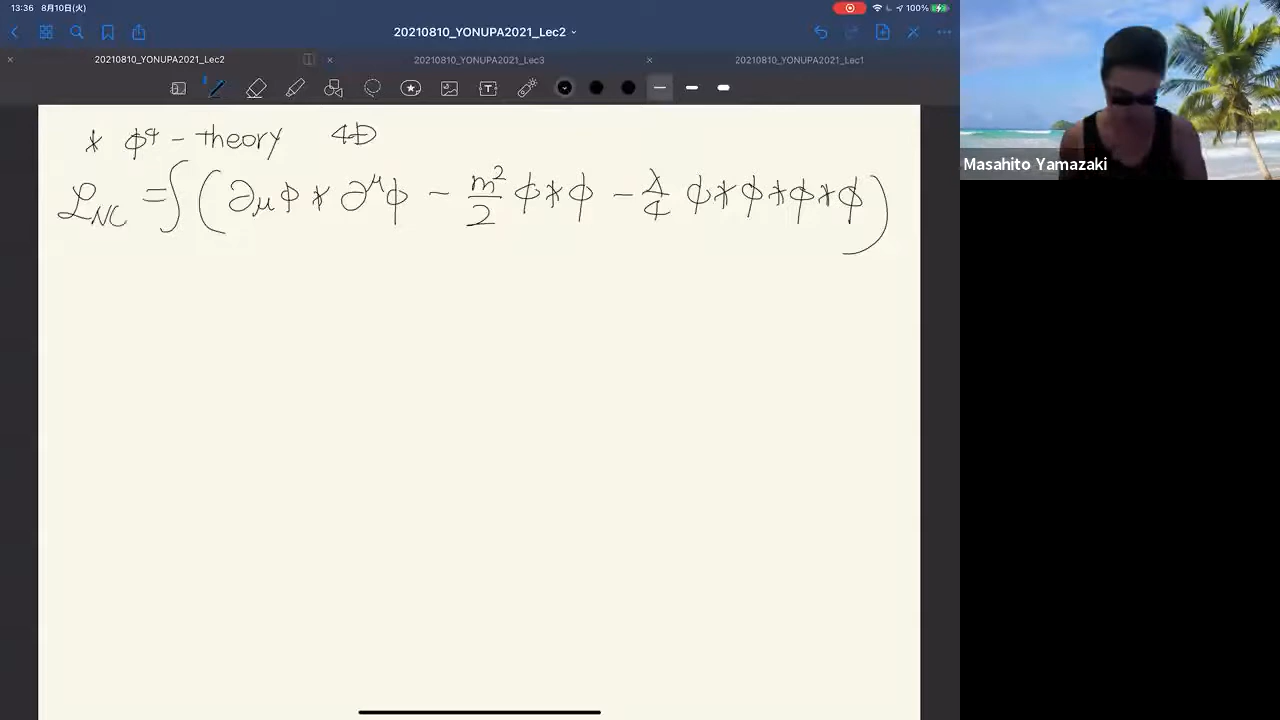 13:36 8月10日(火) 100%
20210810_YONUPA2021_Lec2
20210810_YONUPA2021_Lec2 20210810_YONUPA2021_Lec3 20210810_YONUPA2021_Lec1
Masahito Yamazaki
* φ⁴ - theory 4D
ℒ_NC = ∫ ( ∂_μ φ * ∂^μ φ - m²/2 φ * φ - λ/4 φ * φ * φ * φ )